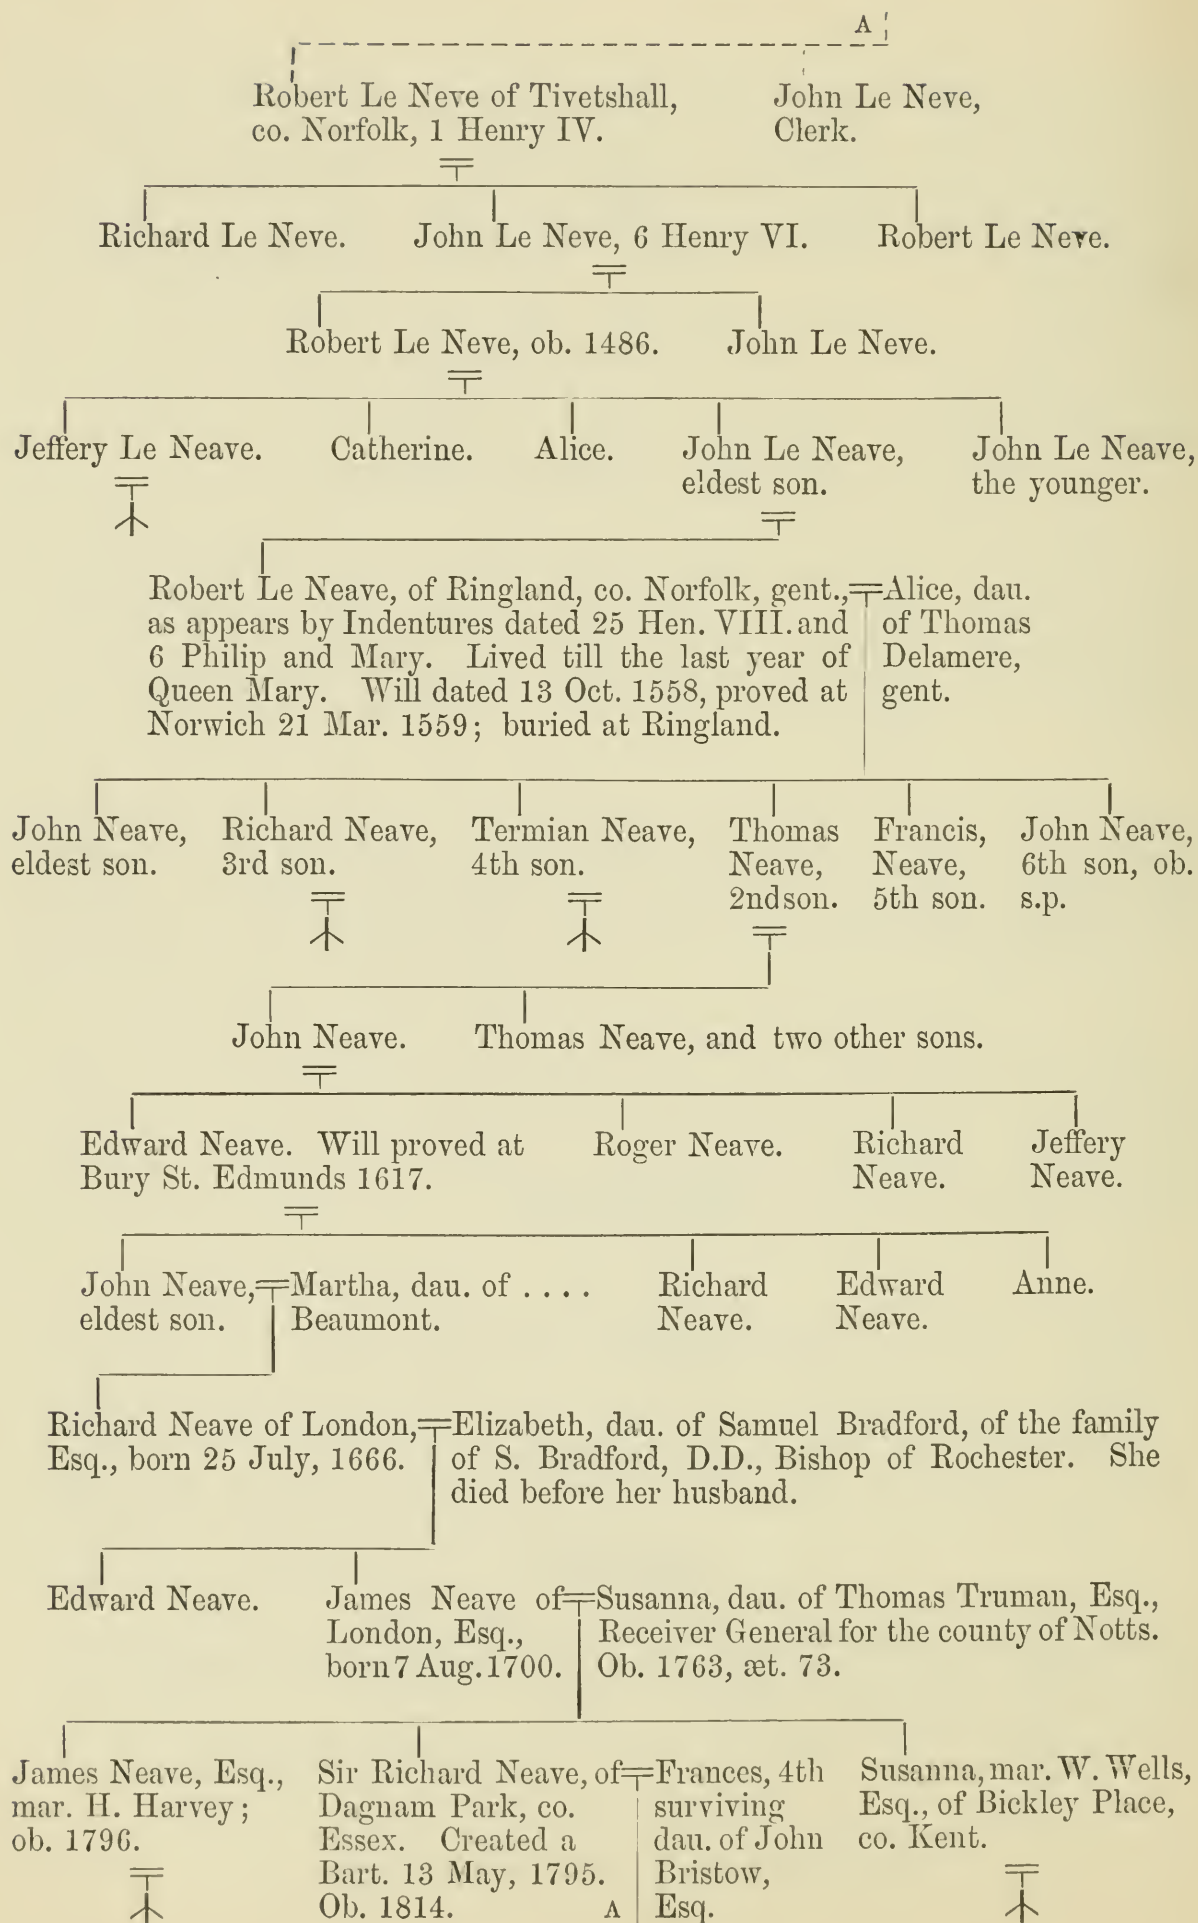 A
Robert Le Neve of Tivetshall,
co. Norfolk, 1 Henry IV.
John Le Neve,
Clerk.
Richard Le Neve.
John Le Neve, 6 Henry VI.
Robert Le Neve.
Robert Le Neve, ob. 1486.
John Le Neve.
Jeffery Le Neave.
Catherine.
Alice.
John Le Neave,
eldest son.
John Le Neave,
the younger.
Robert Le Neave, of Ringland, co. Norfolk, gent.,
as appears by Indentures dated 25 Hen. VIII. and
6 Philip and Mary. Lived till the last year of
Queen Mary. Will dated 13 Oct. 1558, proved at
Norwich 21 Mar. 1559; buried at Ringland.
Alice, dau.
of Thomas
Delamere,
gent.
John Neave,
eldest son.
Richard Neave,
3rd son.
Termian Neave,
4th son.
Thomas
Neave,
2nd son.
Francis,
Neave,
5th son.
John Neave,
6th son, ob.
s.p.
John Neave.
Thomas Neave, and two other sons.
Edward Neave. Will proved at
Bury St. Edmunds 1617.
Roger Neave.
Richard
Neave.
Jeffery
Neave.
John Neave,
eldest son.
Martha, dau. of . . . .
Beaumont.
Richard
Neave.
Edward
Neave.
Anne.
Richard Neave of London,
Esq., born 25 July, 1666.
Elizabeth, dau. of Samuel Bradford, of the family
of S. Bradford, D.D., Bishop of Rochester. She
died before her husband.
Edward Neave.
James Neave of
London, Esq.,
born 7 Aug. 1700.
Susanna, dau. of Thomas Truman, Esq.,
Receiver General for the county of Notts.
Ob. 1763, æt. 73.
James Neave, Esq.,
mar. H. Harvey;
ob. 1796.
Sir Richard Neave, of
Dagnam Park, co.
Essex. Created a
Bart. 13 May, 1795.
Ob. 1814.
A
Frances, 4th
surviving
dau. of John
Bristow,
Esq.
Susanna, mar. W. Wells,
Esq., of Bickley Place,
co. Kent.